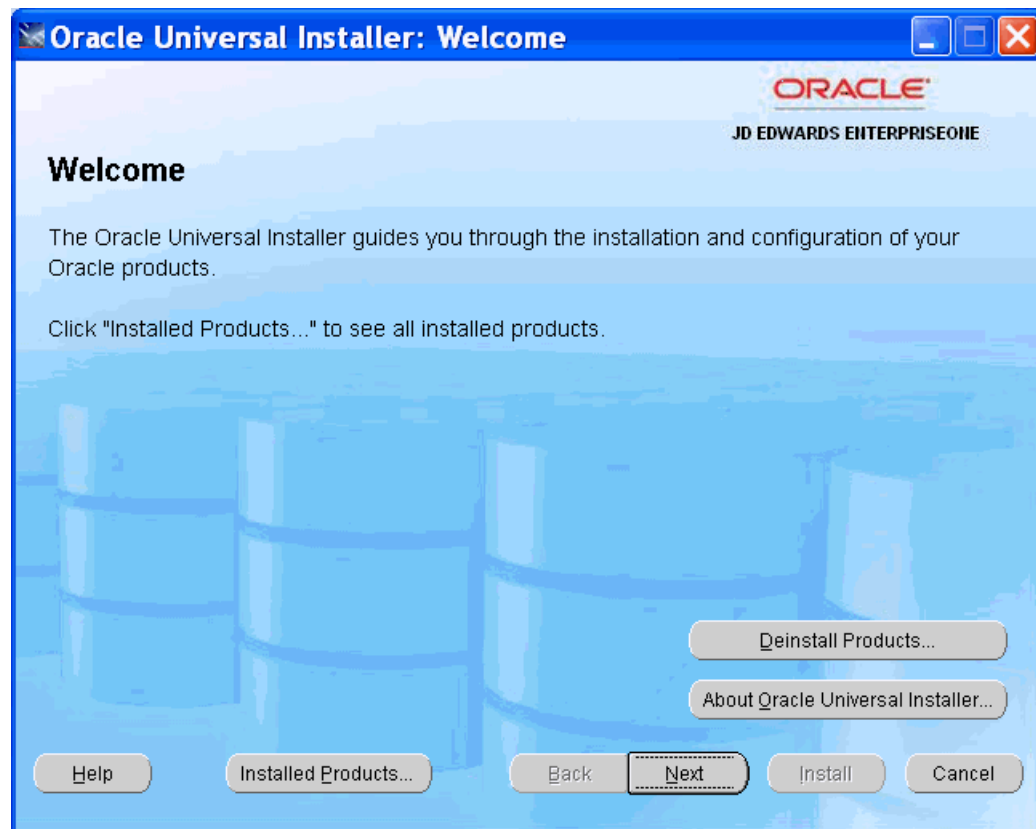 Oracle Universal Installer: Welcome
ORACLE
JD EDWARDS ENTERPRISEONE
Welcome
The Oracle Universal Installer guides you through the installation and configuration of your
Oracle products.
Click "Installed Products..." to see all installed products.
Deinstall Products...
About Oracle Universal Installer...
Help
Installed Products...
Back
Next
Install
Cancel